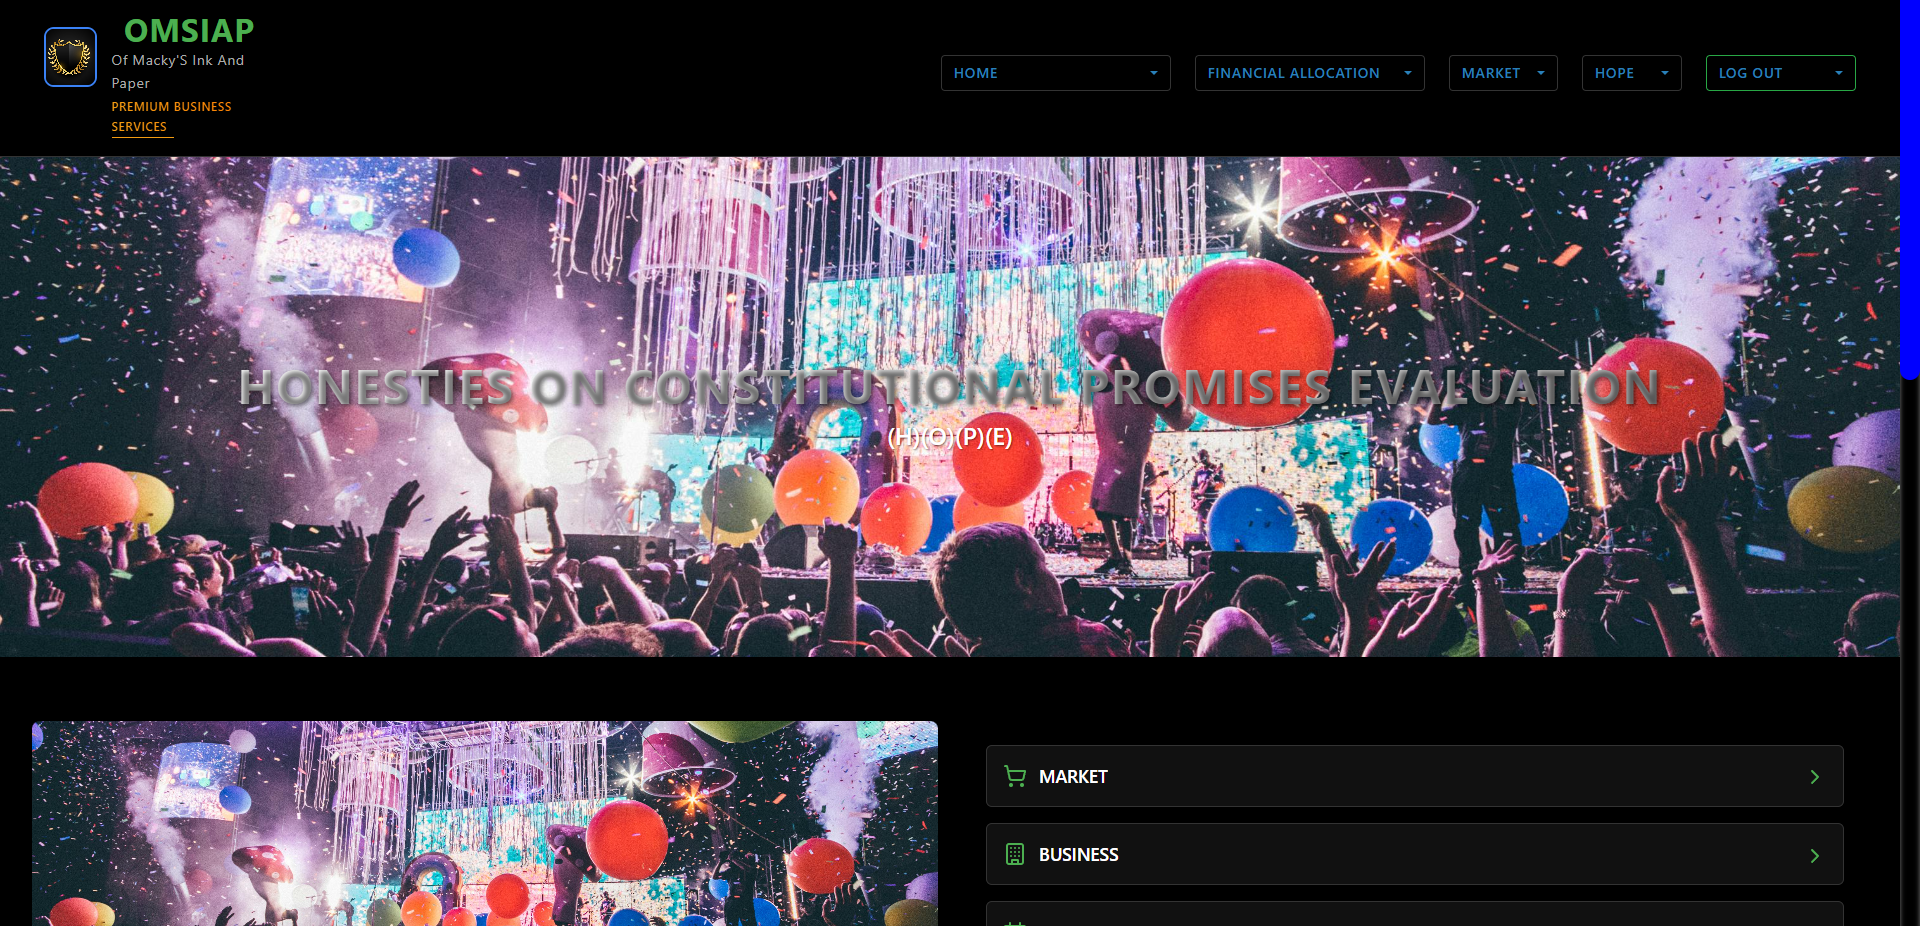 OMSIAP
Of Macky'S Ink And
Paper
PREMIUM BUSINESS
SERVICES
HOME
FINANCIAL ALLOCATION
MARKET
HOPE
LOG OUT
HONESTIES ON CONSTITUTIONAL PROMISES EVALUATION
(H)(O)(P)(E)
MARKET
BUSINESS